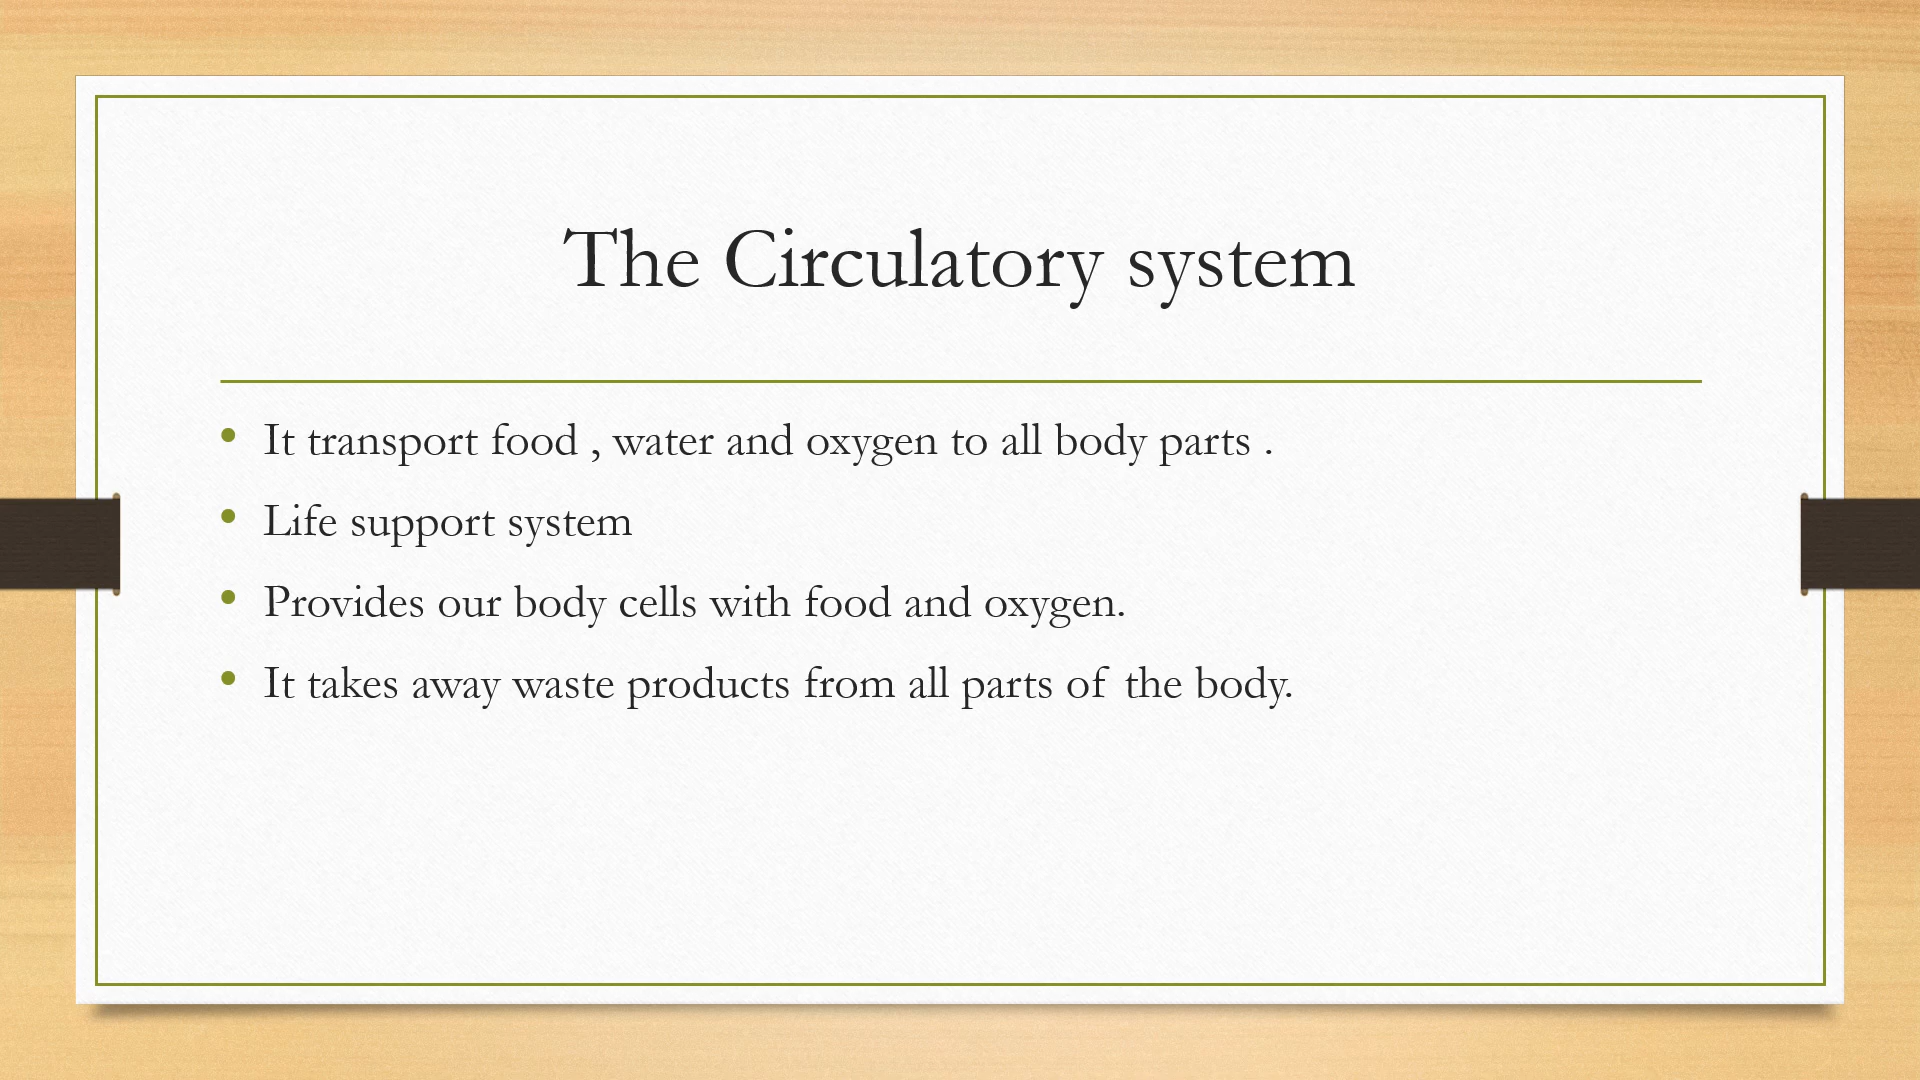 The Circulatory system
• It transport food , water and oxygen to all body parts .
• Life support system
• Provides our body cells with food and oxygen.
• It takes away waste products from all parts of the body.